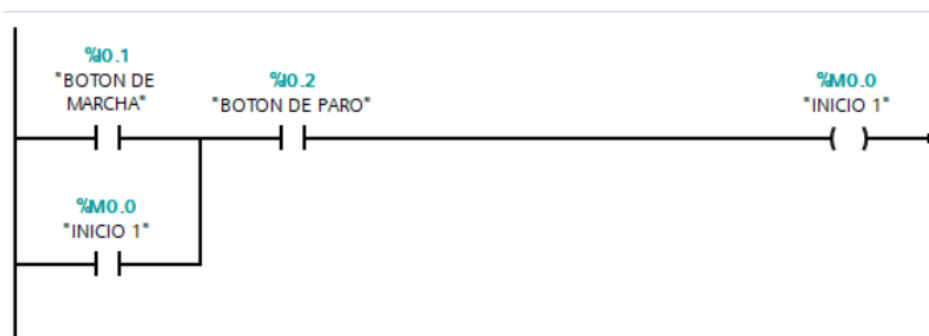 %I0.1
"BOTON DE
MARCHA"
%I0.2
"BOTON DE PARO"
%M0.0
"INICIO 1"
%M0.0
"INICIO 1"